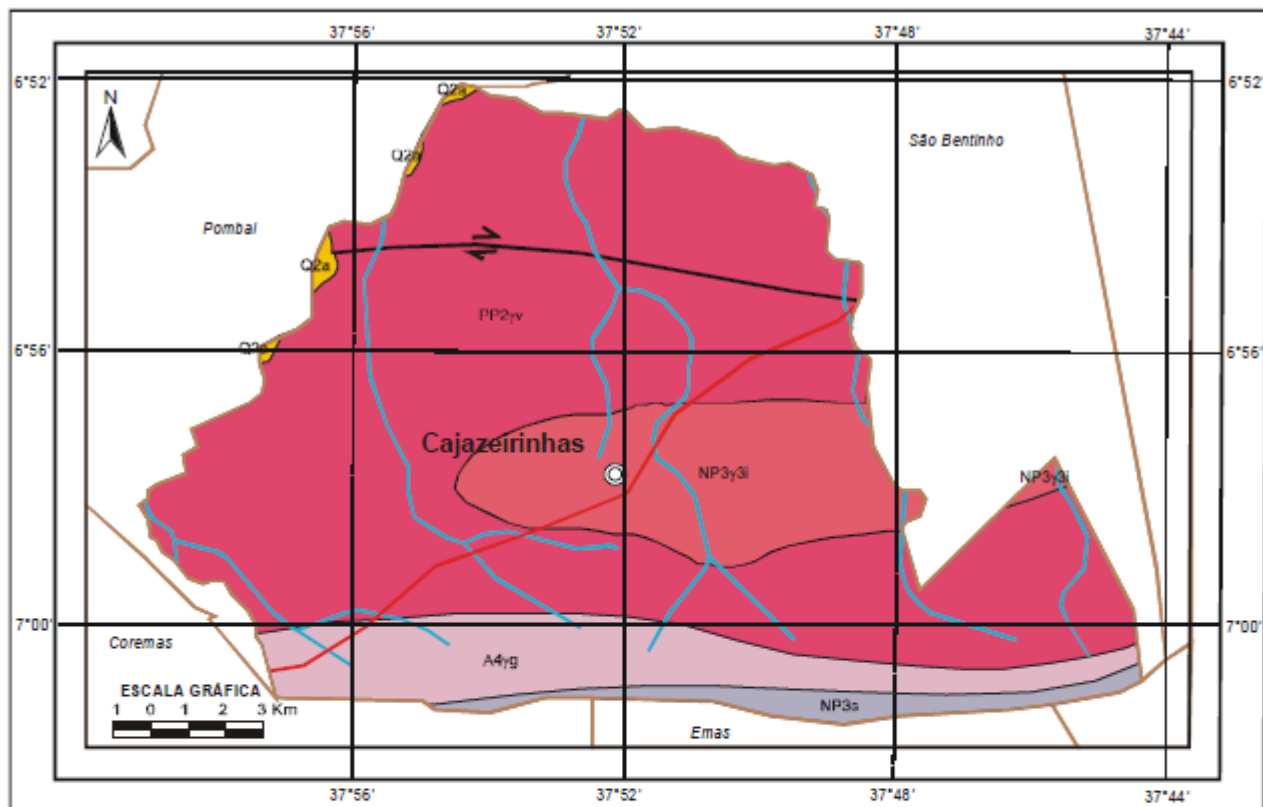 37°56' 37°52' 37°48' 37°44'
6°52' 6°52'
N
Q2a
São Bentinho
Q2a
Pombal
Q2a
PP2γv
6°56' 6°56'
Q2a
Cajazeirinhas
NP3γ3i NP3γ3i
7°00' 7°00'
Coremas
A4γg
ESCALA GRÁFICA
1 0 1 2 3 Km
NP3s
Emas
37°56' 37°52' 37°48' 37°44'